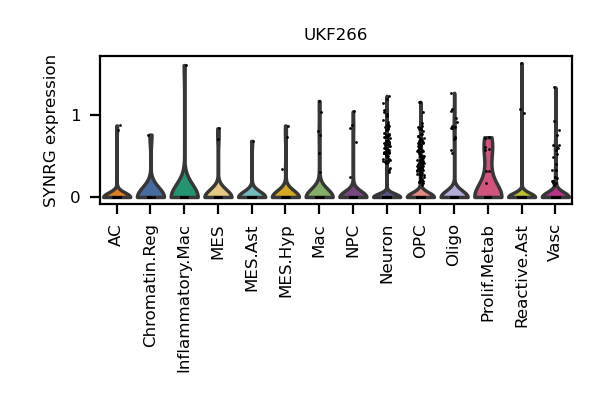 UKF266
SYNRG expression
1
0
AC
Chromatin.Reg
Inflammatory.Mac
MES
MES.Ast
MES.Hyp
Mac
NPC
Neuron
OPC
Oligo
Prolif.Metab
Reactive.Ast
Vasc